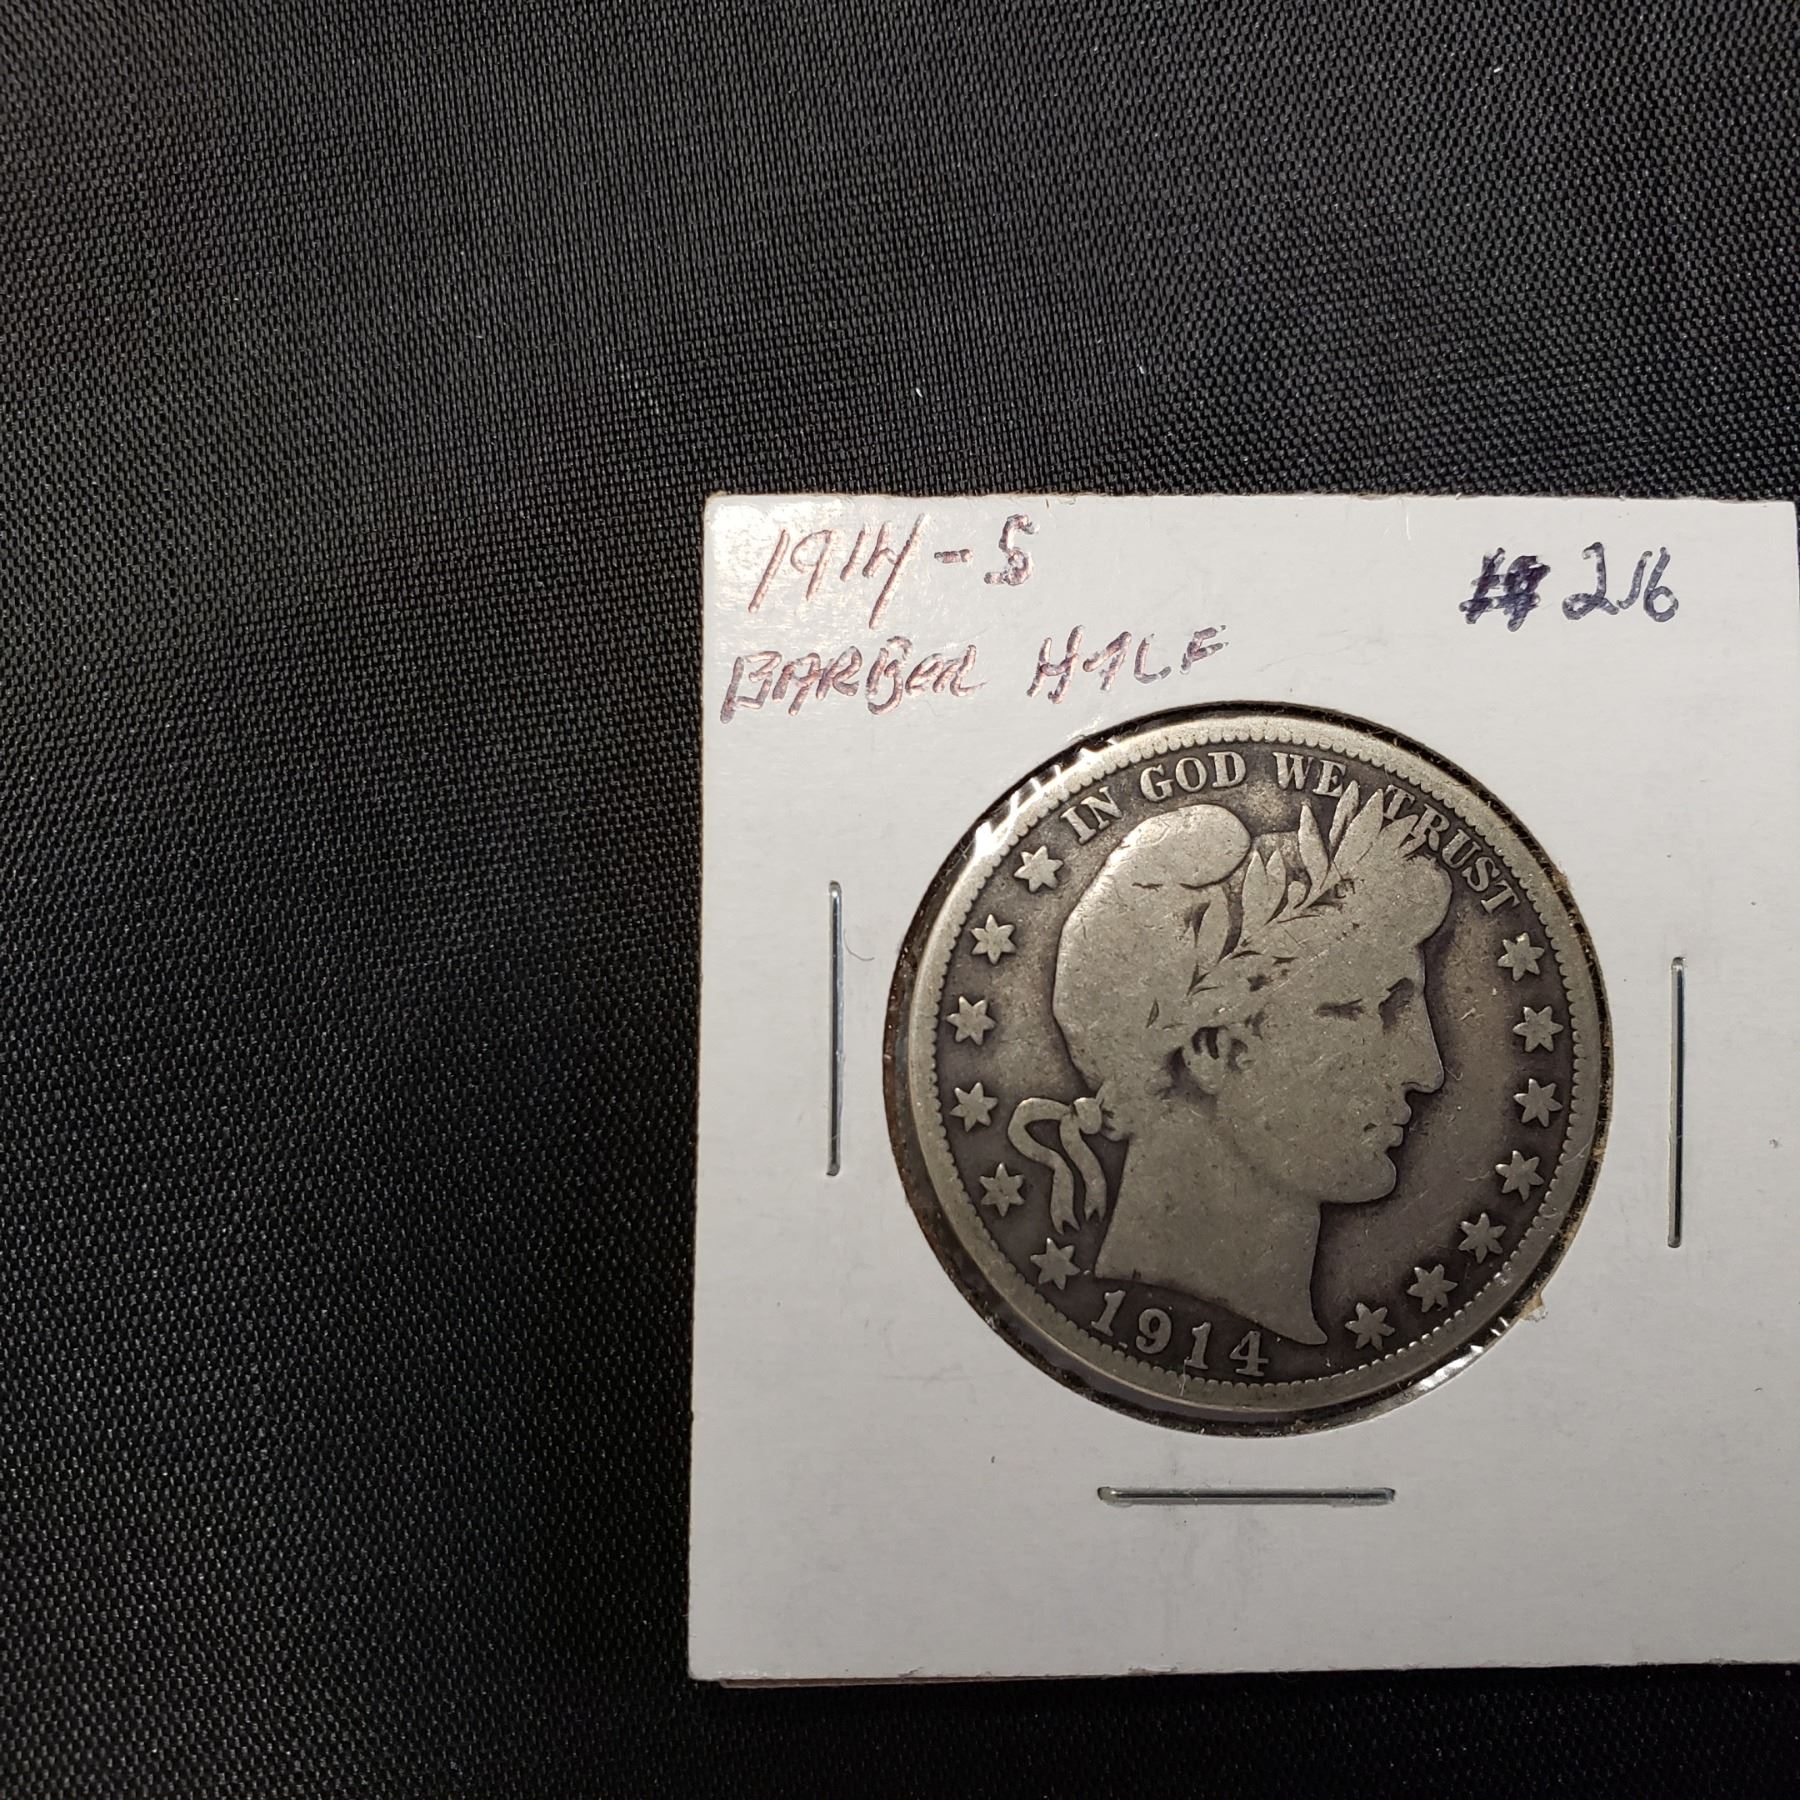 1914-S
216
BARBER HALF
IN GOD WE TRUST
1914